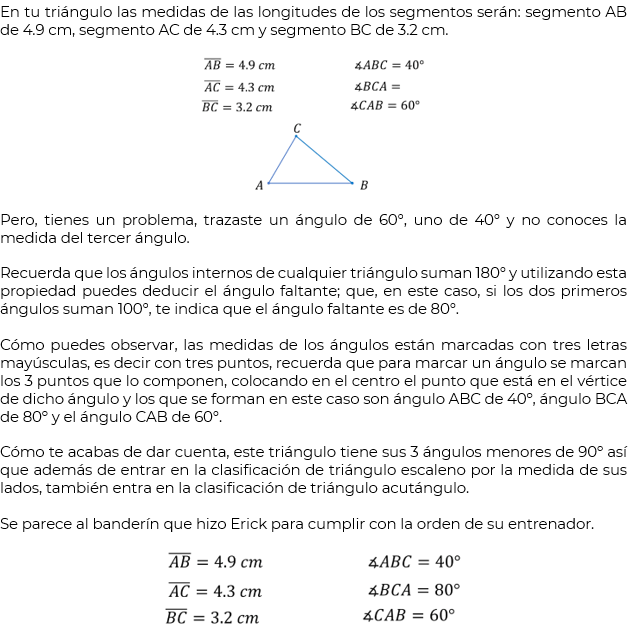 En tu triángulo las medidas de las longitudes de los segmentos serán: segmento AB
de 4.9 cm, segmento AC de 4.3 cm y segmento BC de 3.2 cm.
AB = 4.9 cm ∡ABC = 40°
AC = 4.3 cm ∡BCA =
BC = 3.2 cm ∡CAB = 60°
C
A B
Pero, tienes un problema, trazaste un ángulo de 60°, uno de 40° y no conoces la
medida del tercer ángulo.
Recuerda que los ángulos internos de cualquier triángulo suman 180° y utilizando esta
propiedad puedes deducir el ángulo faltante; que, en este caso, si los dos primeros
ángulos suman 100°, te indica que el ángulo faltante es de 80°.
Cómo puedes observar, las medidas de los ángulos están marcadas con tres letras
mayúsculas, es decir con tres puntos, recuerda que para marcar un ángulo se marcan
los 3 puntos que lo componen, colocando en el centro el punto que está en el vértice
de dicho ángulo y los que se forman en este caso son ángulo ABC de 40°, ángulo BCA
de 80° y el ángulo CAB de 60°.
Cómo te acabas de dar cuenta, este triángulo tiene sus 3 ángulos menores de 90° así
que además de entrar en la clasificación de triángulo escaleno por la medida de sus
lados, también entra en la clasificación de triángulo acutángulo.
Se parece al banderín que hizo Erick para cumplir con la orden de su entrenador.
AB = 4.9 cm ∡ABC = 40°
AC = 4.3 cm ∡BCA = 80°
BC = 3.2 cm ∡CAB = 60°